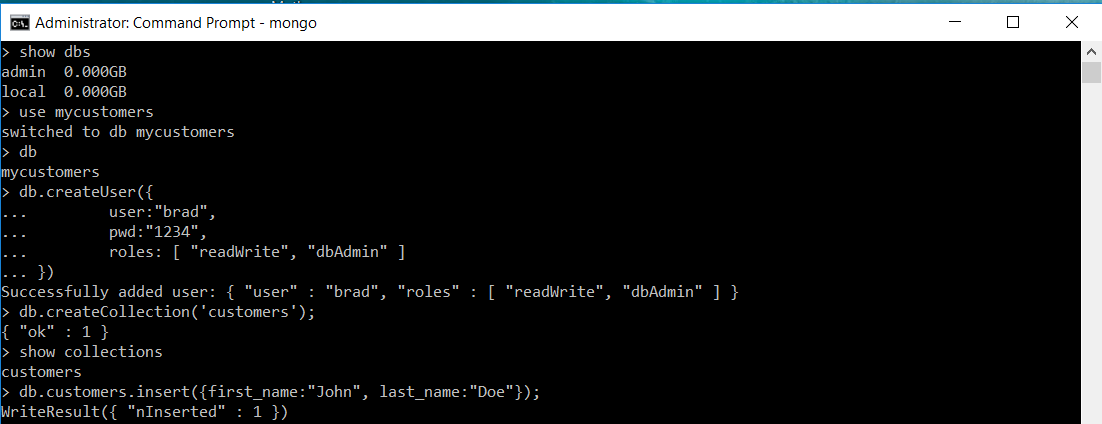 Administrator: Command Prompt - mongo
> show dbs
admin  0.000GB
local  0.000GB
> use mycustomers
switched to db mycustomers
> db
mycustomers
> db.createUser({
...         user:"brad",
...         pwd:"1234",
...         roles: [ "readWrite", "dbAdmin" ]
... })
Successfully added user: { "user" : "brad", "roles" : [ "readWrite", "dbAdmin" ] }
> db.createCollection('customers');
{ "ok" : 1 }
> show collections
customers
> db.customers.insert({first_name:"John", last_name:"Doe"});
WriteResult({ "nInserted" : 1 })